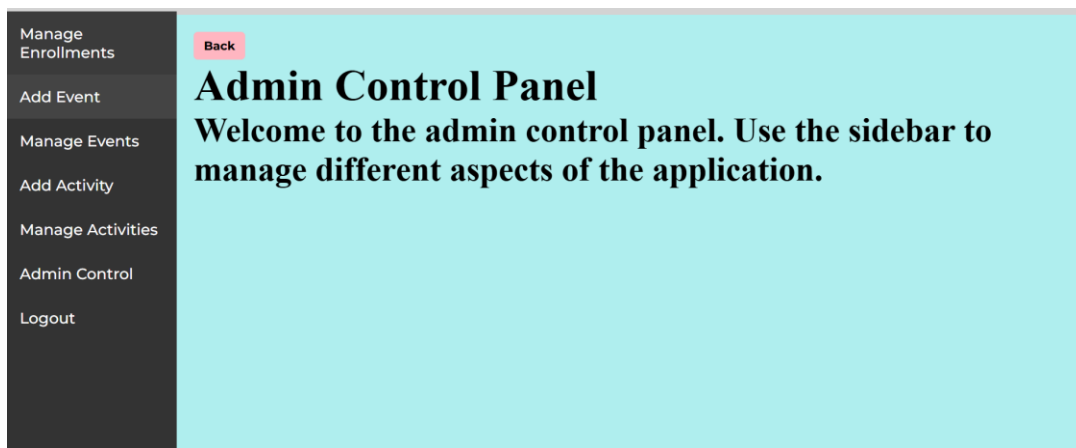 Manage
Enrollments
Add Event
Manage Events
Add Activity
Manage Activities
Admin Control
Logout
Back
Admin Control Panel
Welcome to the admin control panel. Use the sidebar to
manage different aspects of the application.